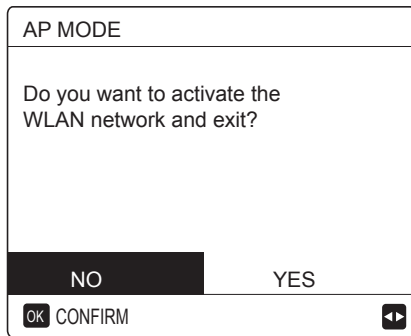 AP MODE
Do you want to activate the
WLAN network and exit?
NO YES
OK CONFIRM